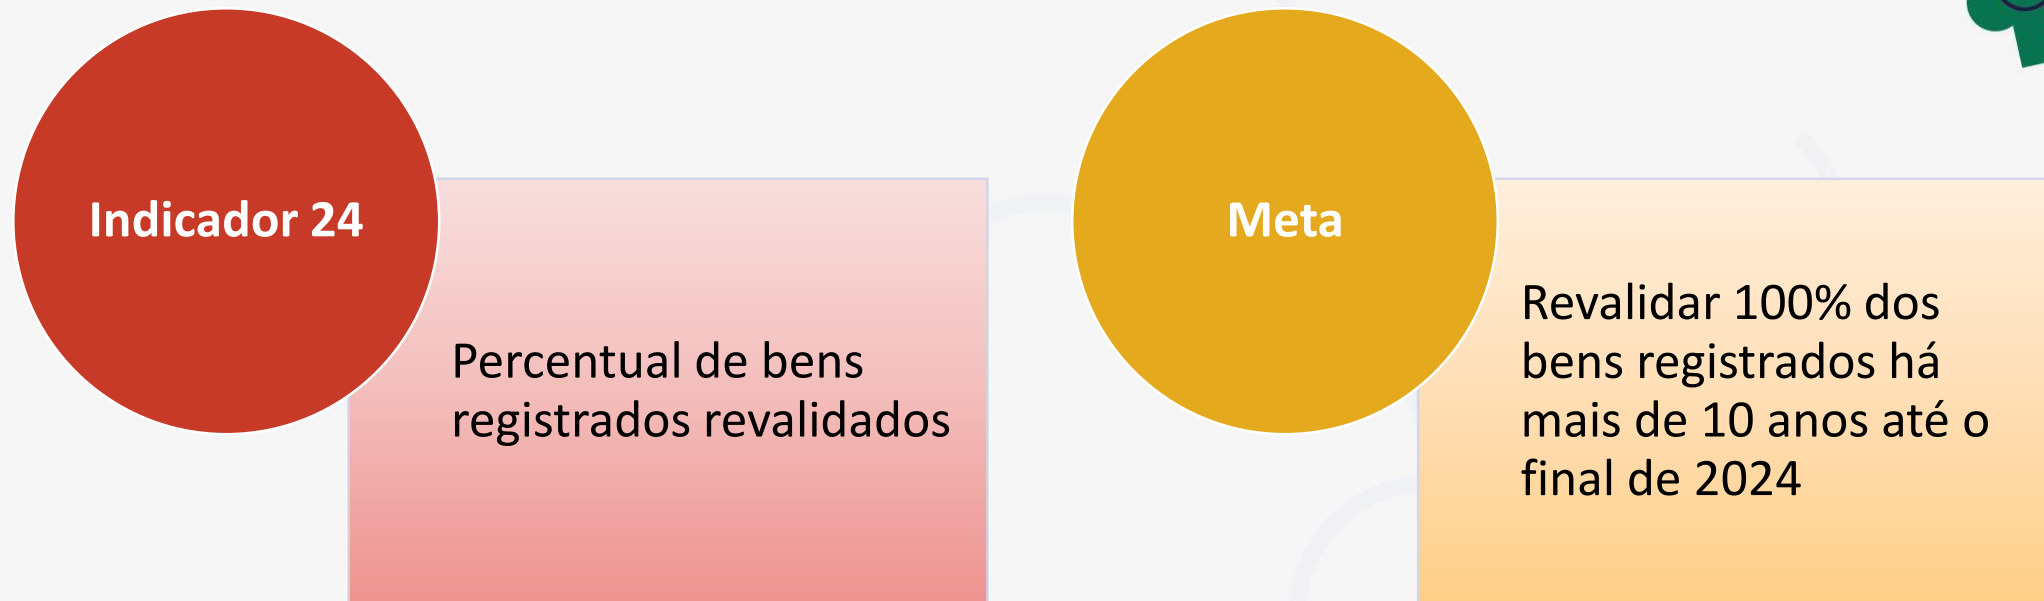 Indicador 24
Percentual de bens
registrados revalidados
Meta
Revalidar 100% dos
bens registrados há
mais de 10 anos até o
final de 2024